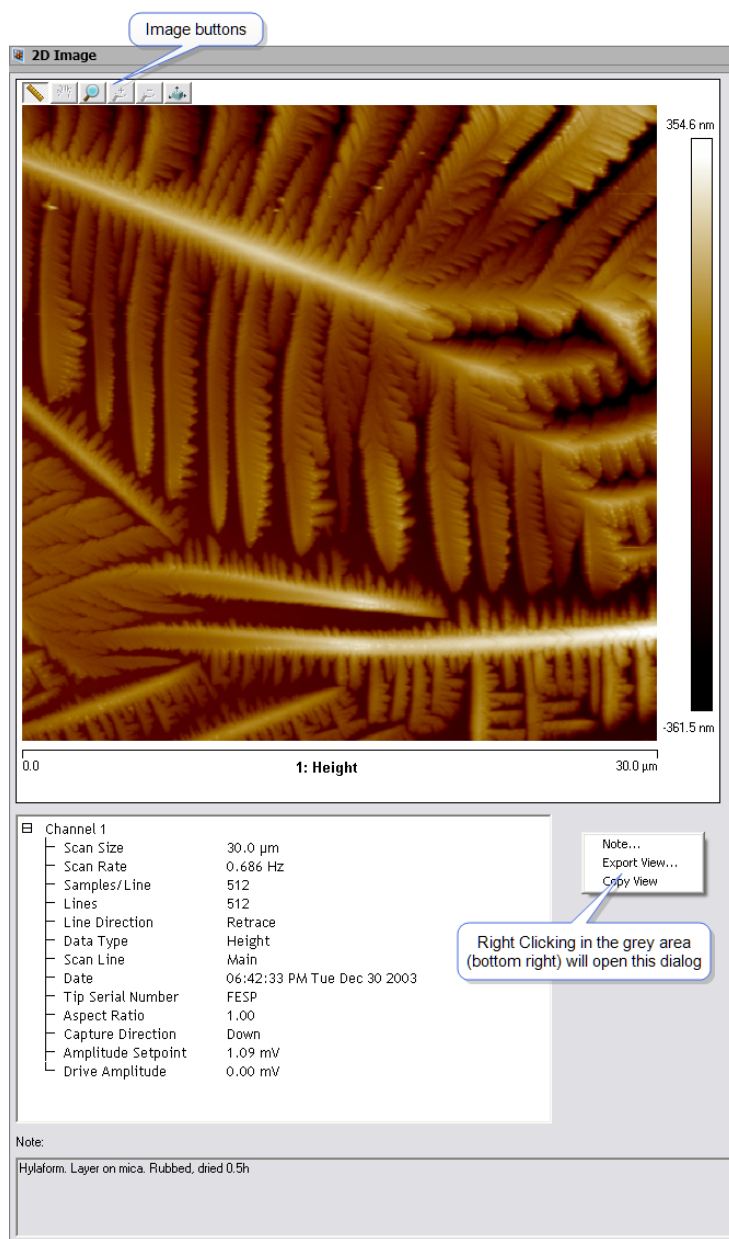 Image buttons
2D Image
354.6 nm
-361.5 nm
0.0 1: Height 30.0 µm
Channel 1
Scan Size 30.0 µm
Scan Rate 0.686 Hz
Samples/Line 512
Lines 512
Line Direction Retrace
Data Type Height
Scan Line Main
Date 06:42:33 PM Tue Dec 30 2003
Tip Serial Number FESP
Aspect Ratio 1.00
Capture Direction Down
Amplitude Setpoint 1.09 mV
Drive Amplitude 0.00 mV
Note...
Export View...
Copy View
Right Clicking in the grey area
(bottom right) will open this dialog
Note:
Hylaform. Layer on mica. Rubbed, dried 0.5h